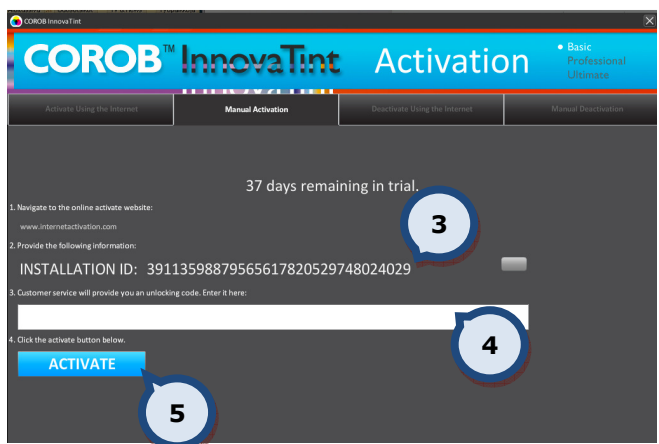 COROB InnovaTint
COROB™ InnovaTint Activation
Basic
Professional
Ultimate
Activate Using the Internet Manual Activation Deactivate Using the Internet Manual Deactivation
37 days remaining in trial.
3
1. Navigate to the online activate website:
www.internetactivation.com
2. Provide the following information:
INSTALLATION ID: 39113598879565617820529748024029
3. Customer service will provide you an unlocking code. Enter it here:
4
4. Click the activate button below.
ACTIVATE
5